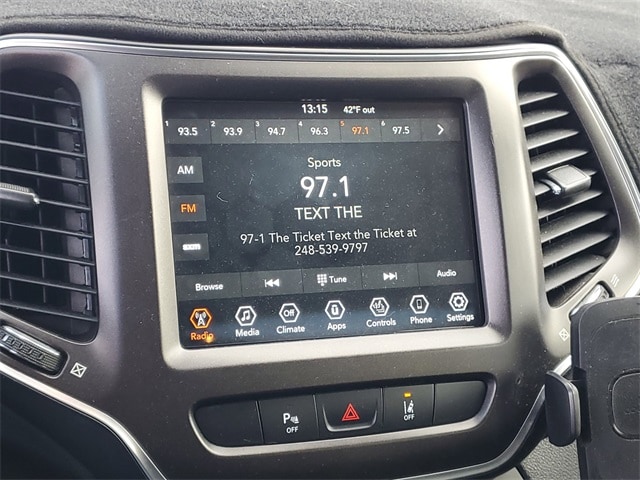 13:15 42°F out
1 93.5 2 93.9 3 94.7 4 96.3 5 97.1 6 97.5
AM
FM
SXM
Sports
97.1
TEXT THE
97-1 The Ticket Text the Ticket at
248-539-9797
Browse Tune Audio
Radio Media Climate Apps Controls Phone Settings
Off
P OFF
OFF